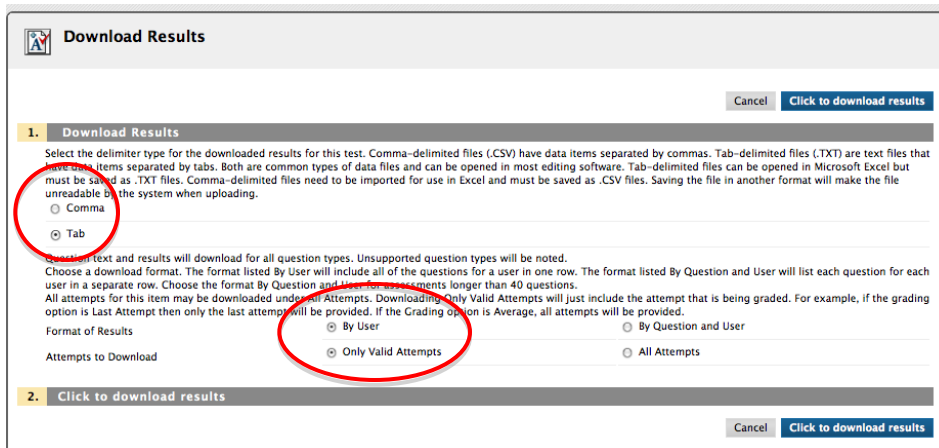 Download Results
Cancel Click to download results
1. Download Results
Select the delimiter type for the downloaded results for this test. Comma-delimited files (.CSV) have data items separated by commas. Tab-delimited files (.TXT) are text files that
have data items separated by tabs. Both are common types of data files and can be opened in most editing software. Tab-delimited files can be opened in Microsoft Excel but
must be saved as .TXT files. Comma-delimited files need to be imported for use in Excel and must be saved as .CSV files. Saving the file in another format will make the file
unreadable by the system when uploading.
Comma
Tab
Question text and results will download for all question types. Unsupported question types will be noted.
Choose a download format. The format listed By User will include all of the questions for a user in one row. The format listed By Question and User will list each question for each
user in a separate row. Choose the format By Question and User for assessments longer than 40 questions.
All attempts for this item may be downloaded under All Attempts. Downloading Only Valid Attempts will just include the attempt that is being graded. For example, if the grading
option is Last Attempt then only the last attempt will be provided. If the Grading option is Average, all attempts will be provided.
Format of Results By User By Question and User
Attempts to Download Only Valid Attempts All Attempts
2. Click to download results
Cancel Click to download results